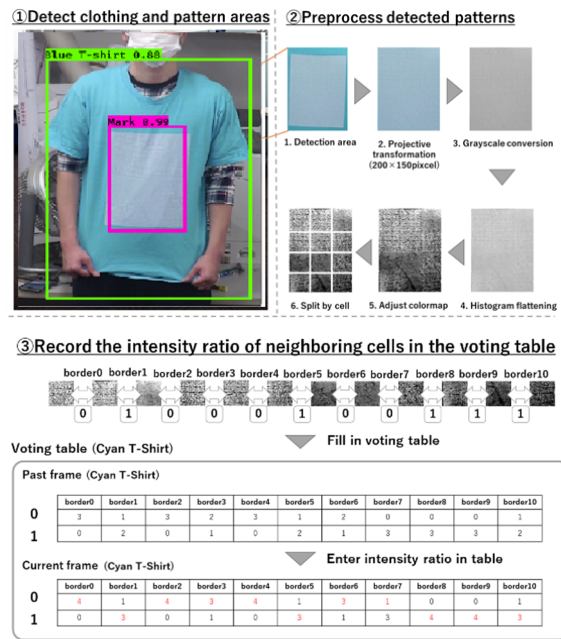 ①Detect clothing and pattern areas
②Preprocess detected patterns
Blue T-shirt 0.88
Mark 0.99
1. Detection area
2. Projective
transformation
(200×150pixcel)
3. Grayscale conversion
6. Split by cell
5. Adjust colormap
4. Histogram flattening
③Record the intensity ratio of neighboring cells in the voting table
border0 border1 border2 border3 border4 border5 border6 border7 border8 border9 border10
0 1 0 0 0 1 0 0 1 1 1
Fill in voting table
Voting table (Cyan T-Shirt)
Past frame (Cyan T-Shirt)
border0 border1 border2 border3 border4 border5 border6 border7 border8 border9 border10
0 3 1 3 2 3 1 2 0 0 0 1
1 0 2 0 1 0 2 1 3 3 3 2
Enter intensity ratio in table
Current frame (Cyan T-Shirt)
border0 border1 border2 border3 border4 border5 border6 border7 border8 border9 border10
0 4 1 4 3 4 1 3 1 0 0 1
1 0 3 0 1 0 3 1 3 4 4 3